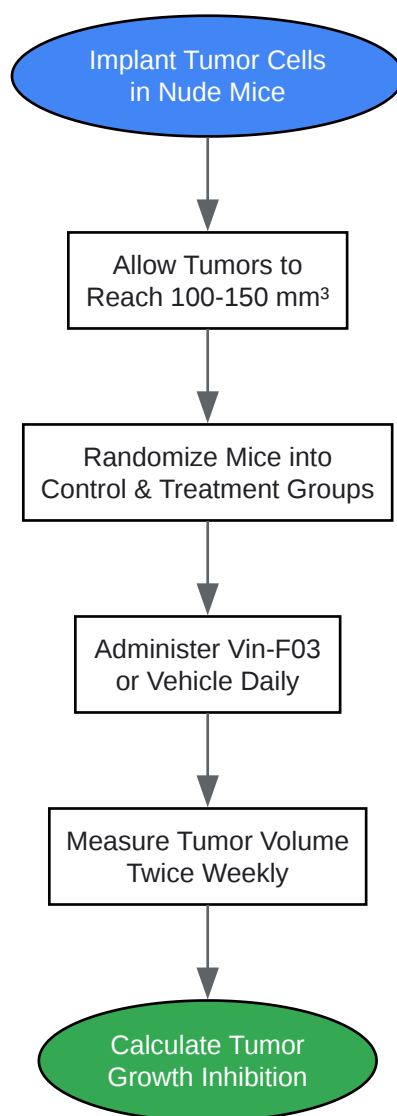 Implant Tumor Cells
in Nude Mice
Allow Tumors to
Reach 100-150 mm³
Randomize Mice into
Control & Treatment Groups
Administer Vin-F03
or Vehicle Daily
Measure Tumor Volume
Twice Weekly
Calculate Tumor
Growth Inhibition